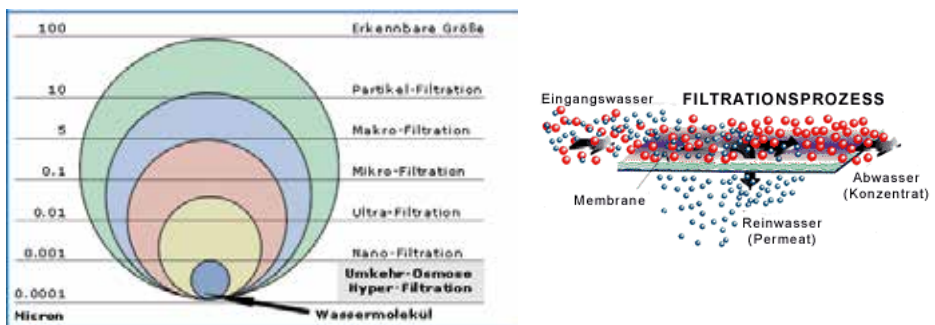 100 Erkennbare Größe
10 Partikel-Filtration
5 Makro-Filtration
0.1 Mikro-Filtration
0.01 Ultra-Filtration
0.001 Nano-Filtration
Umkehr-Osmose
Hyper-Filtration
0.0001
Micron Wassermolekül
Eingangswasser FILTRATIONSPROZESS
Membrane
Abwasser
(Konzentrat)
Reinwasser
(Permeat)